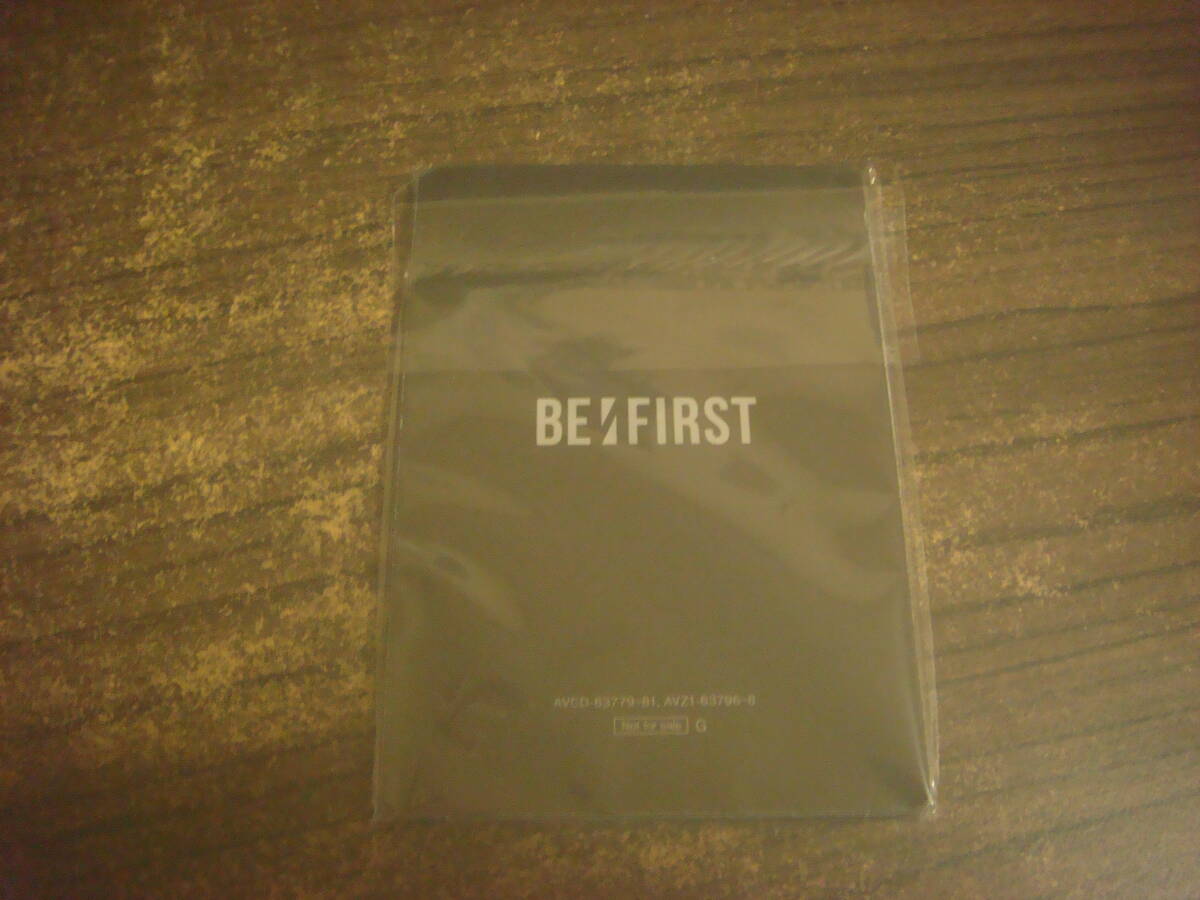 BE:FIRST
AVCD-63779~81, AVZ1-63796~8
Not for sale G